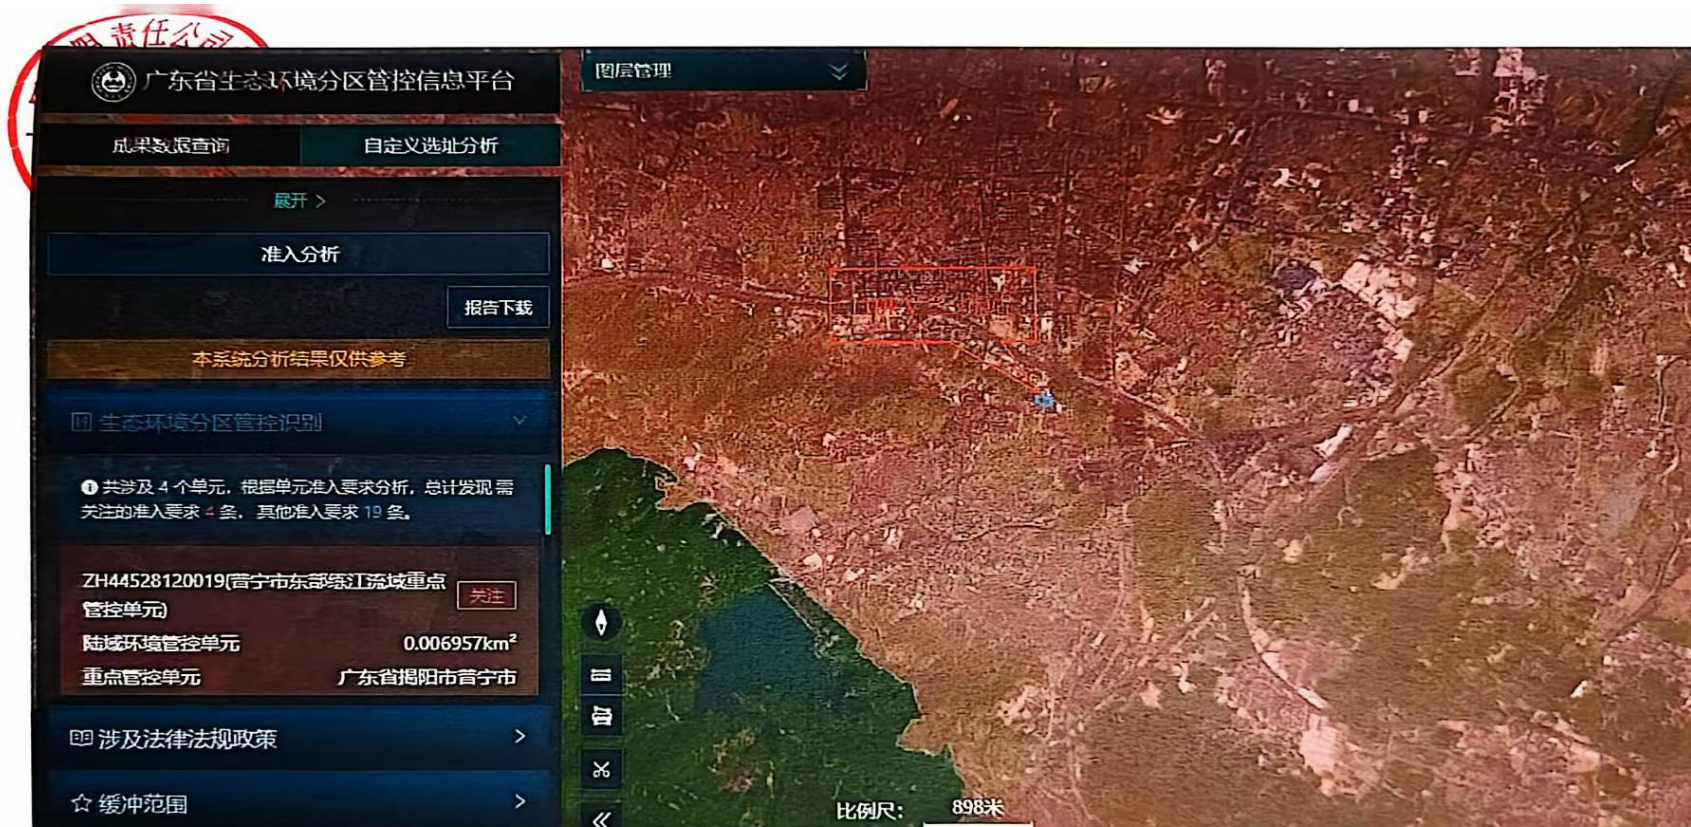 责任公司
广东省生态环境分区管控信息平台
图层管理
成果数据查询
自定义选址分析
展开 >
准入分析
报告下载
本系统分析结果仅供参考
生态环境分区管控识别
共涉及 4 个单元，根据单元准入要求分析，总计发现 需
关注的准入要求 4 条，其他准入要求 19 条。
ZH44528120019(普宁市东部练江流域重点
管控单元)
关注
陆域环境管控单元
0.006957km²
重点管控单元
广东省揭阳市普宁市
涉及法律法规政策
缓冲范围
比例尺：
898米